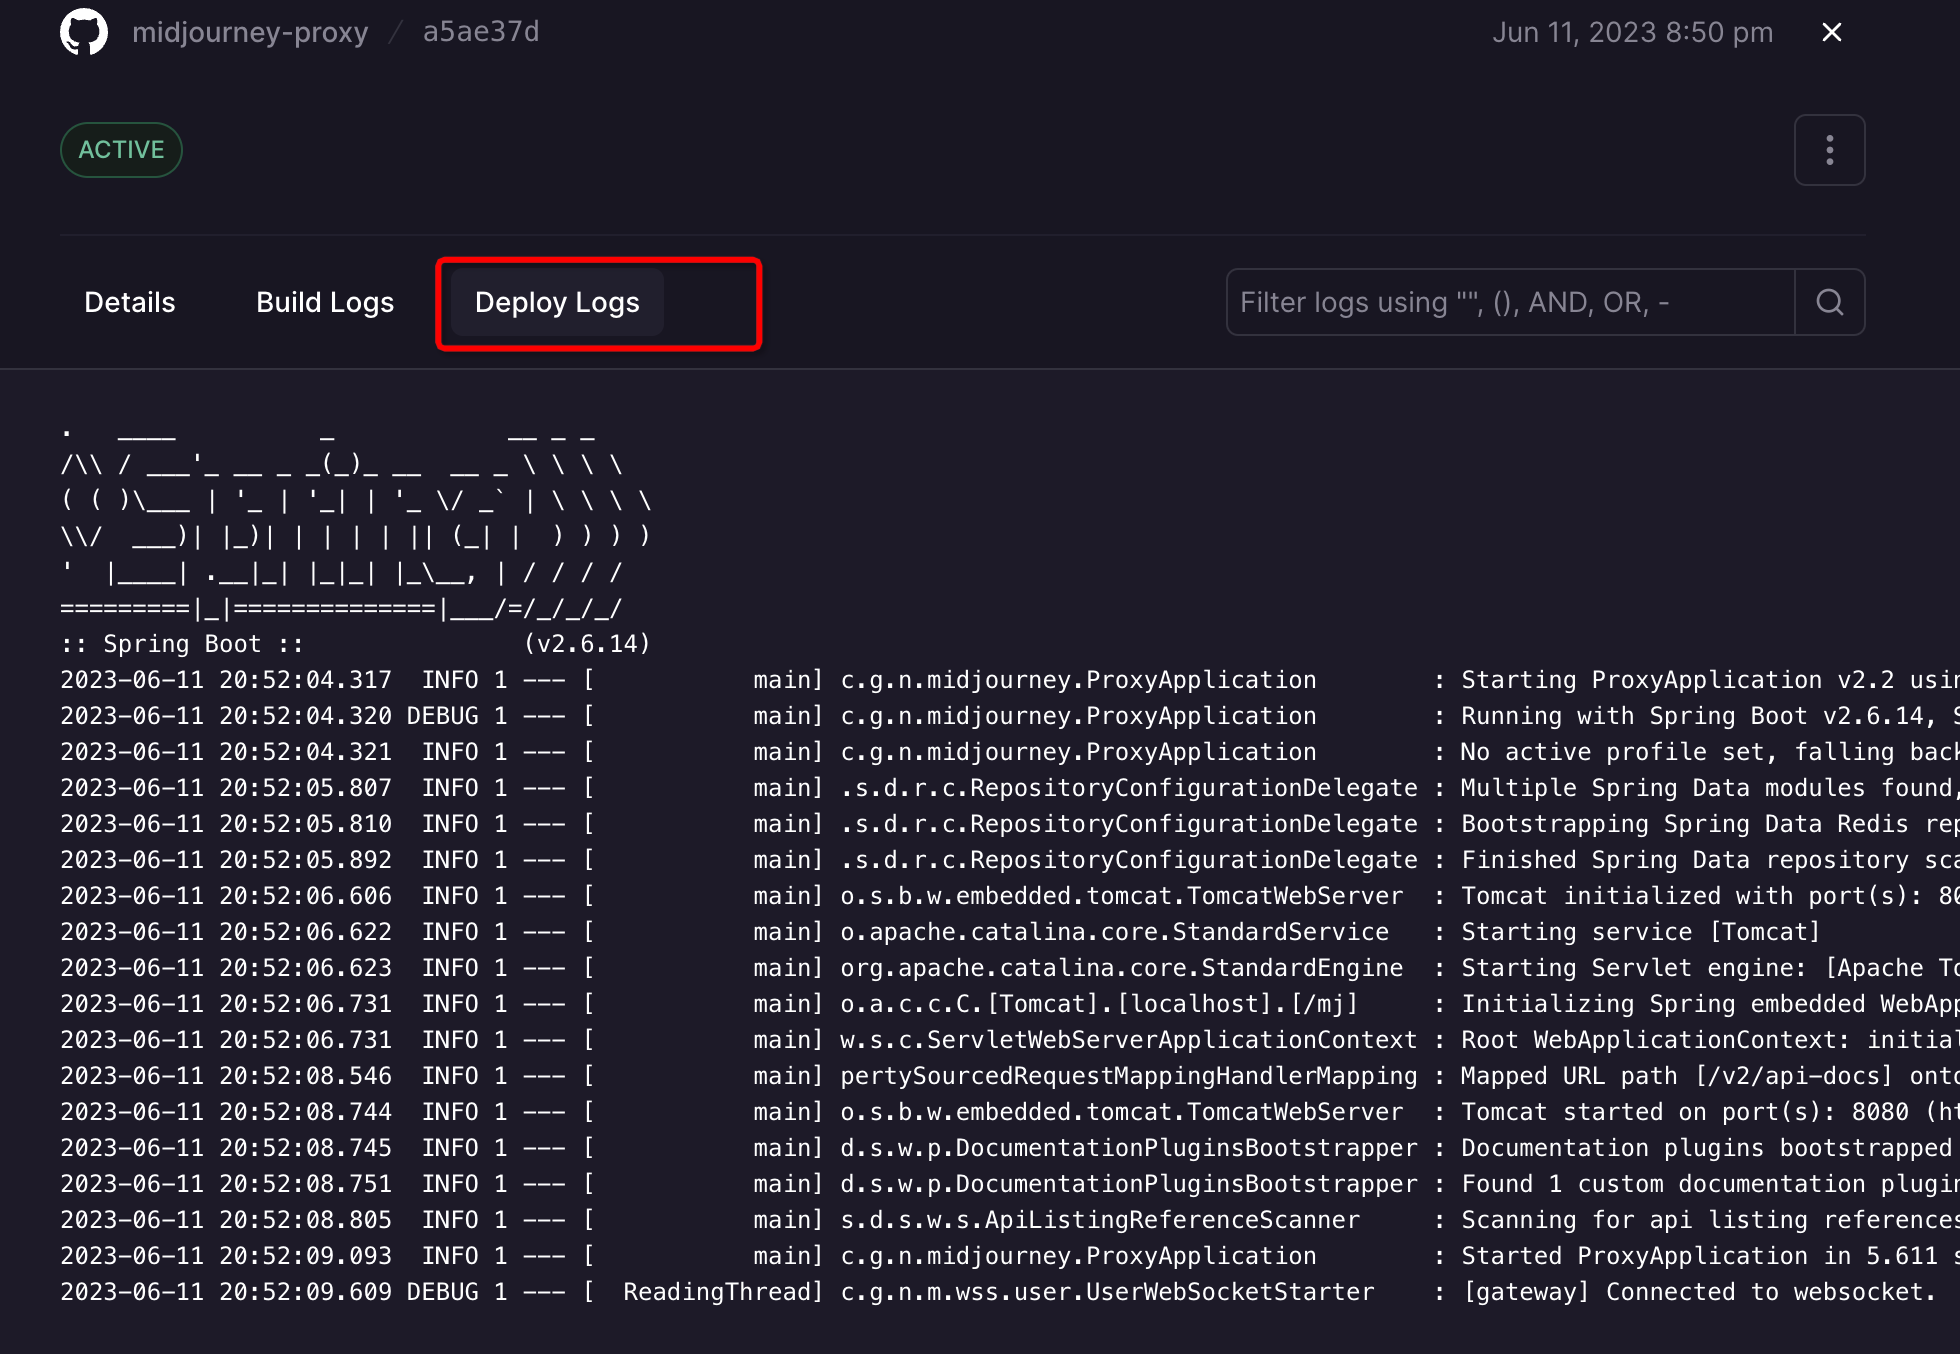 midjourney-proxy / a5ae37d
Jun 11, 2023 8:50 pm
ACTIVE
Details
Build Logs
Deploy Logs
Filter logs using "", (), AND, OR, -
.   ____          _            __ _ _
/\\ / ___'_ __ _ _(_)_ __  __ _ \ \ \ \
( ( )\___ | '_ | '_| | '_ \/ _` | \ \ \ \
\\/  ___)| |_)| | | | | || (_| |  ) ) ) )
'  |____| .__|_| |_|_| |_\__, | / / / /
=========|_|==============|___/=/_/_/_/
:: Spring Boot ::               (v2.6.14)
2023-06-11 20:52:04.317  INFO 1 --- [           main] c.g.n.midjourney.ProxyApplication        : Starting ProxyApplication v2.2 usin
2023-06-11 20:52:04.320 DEBUG 1 --- [           main] c.g.n.midjourney.ProxyApplication        : Running with Spring Boot v2.6.14, S
2023-06-11 20:52:04.321  INFO 1 --- [           main] c.g.n.midjourney.ProxyApplication        : No active profile set, falling back
2023-06-11 20:52:05.807  INFO 1 --- [           main] .s.d.r.c.RepositoryConfigurationDelegate : Multiple Spring Data modules found,
2023-06-11 20:52:05.810  INFO 1 --- [           main] .s.d.r.c.RepositoryConfigurationDelegate : Bootstrapping Spring Data Redis rep
2023-06-11 20:52:05.892  INFO 1 --- [           main] .s.d.r.c.RepositoryConfigurationDelegate : Finished Spring Data repository sca
2023-06-11 20:52:06.606  INFO 1 --- [           main] o.s.b.w.embedded.tomcat.TomcatWebServer  : Tomcat initialized with port(s): 80
2023-06-11 20:52:06.622  INFO 1 --- [           main] o.apache.catalina.core.StandardService   : Starting service [Tomcat]
2023-06-11 20:52:06.623  INFO 1 --- [           main] org.apache.catalina.core.StandardEngine  : Starting Servlet engine: [Apache To
2023-06-11 20:52:06.731  INFO 1 --- [           main] o.a.c.c.C.[Tomcat].[localhost].[/mj]     : Initializing Spring embedded WebApp
2023-06-11 20:52:06.731  INFO 1 --- [           main] w.s.c.ServletWebServerApplicationContext : Root WebApplicationContext: initial
2023-06-11 20:52:08.546  INFO 1 --- [           main] pertySourcedRequestMappingHandlerMapping : Mapped URL path [/v2/api-docs] onto
2023-06-11 20:52:08.744  INFO 1 --- [           main] o.s.b.w.embedded.tomcat.TomcatWebServer  : Tomcat started on port(s): 8080 (ht
2023-06-11 20:52:08.745  INFO 1 --- [           main] d.s.w.p.DocumentationPluginsBootstrapper : Documentation plugins bootstrapped
2023-06-11 20:52:08.751  INFO 1 --- [           main] d.s.w.p.DocumentationPluginsBootstrapper : Found 1 custom documentation plugin
2023-06-11 20:52:08.805  INFO 1 --- [           main] s.d.s.w.s.ApiListingReferenceScanner     : Scanning for api listing references
2023-06-11 20:52:09.093  INFO 1 --- [           main] c.g.n.midjourney.ProxyApplication        : Started ProxyApplication in 5.611 s
2023-06-11 20:52:09.609 DEBUG 1 --- [  ReadingThread] c.g.n.m.wss.user.UserWebSocketStarter    : [gateway] Connected to websocket.